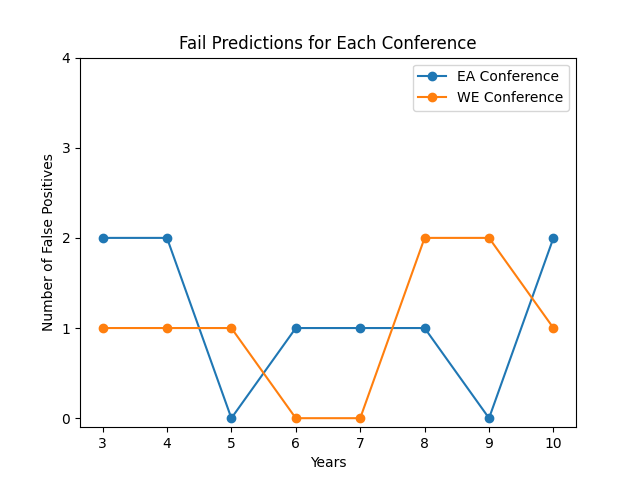 Fail Predictions for Each Conference
EA Conference
WE Conference
Number of False Positives
4
3
2
1
0
3 4 5 6 7 8 9 10
Years